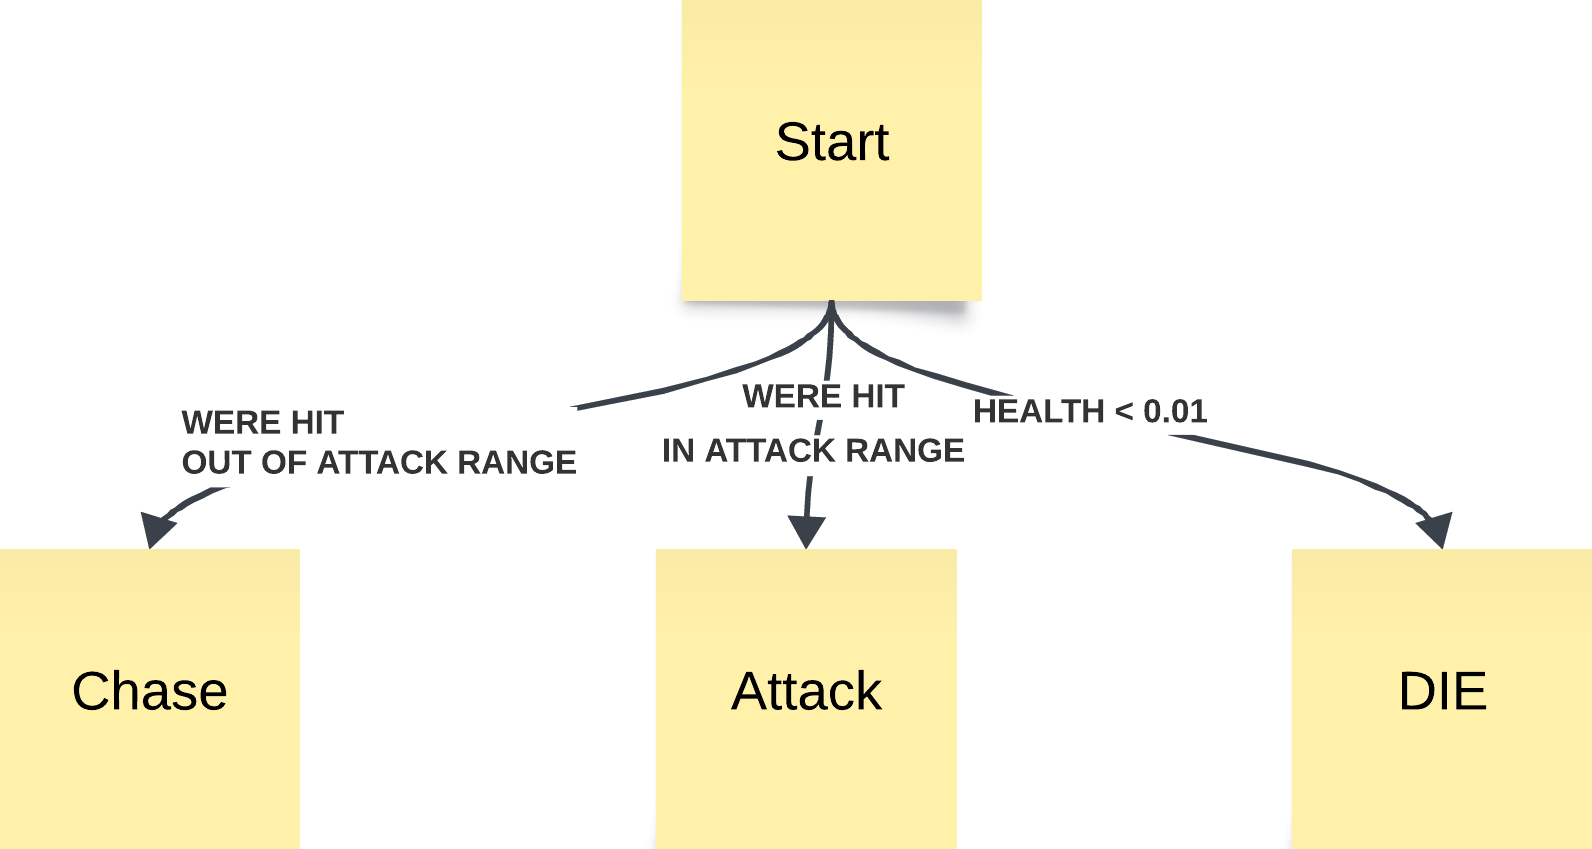 Start
WERE HIT
OUT OF ATTACK RANGE
WERE HIT
IN ATTACK RANGE
HEALTH < 0.01
Chase
Attack
DIE